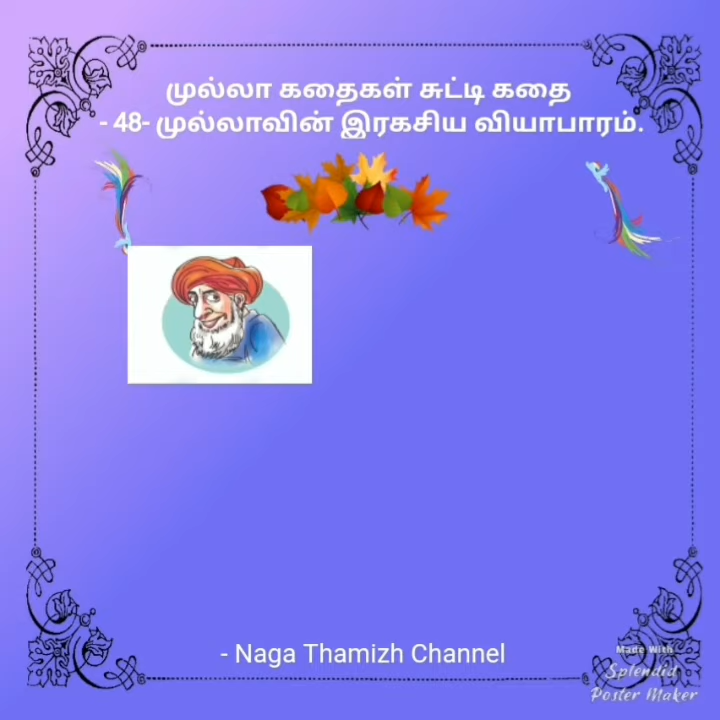 முல்லா கதைகள் சுட்டி கதை
- 48- முல்லாவின் இரகசிய வியாபாரம்.
- Naga Thamizh Channel
Made With
Splendid
Poster Maker